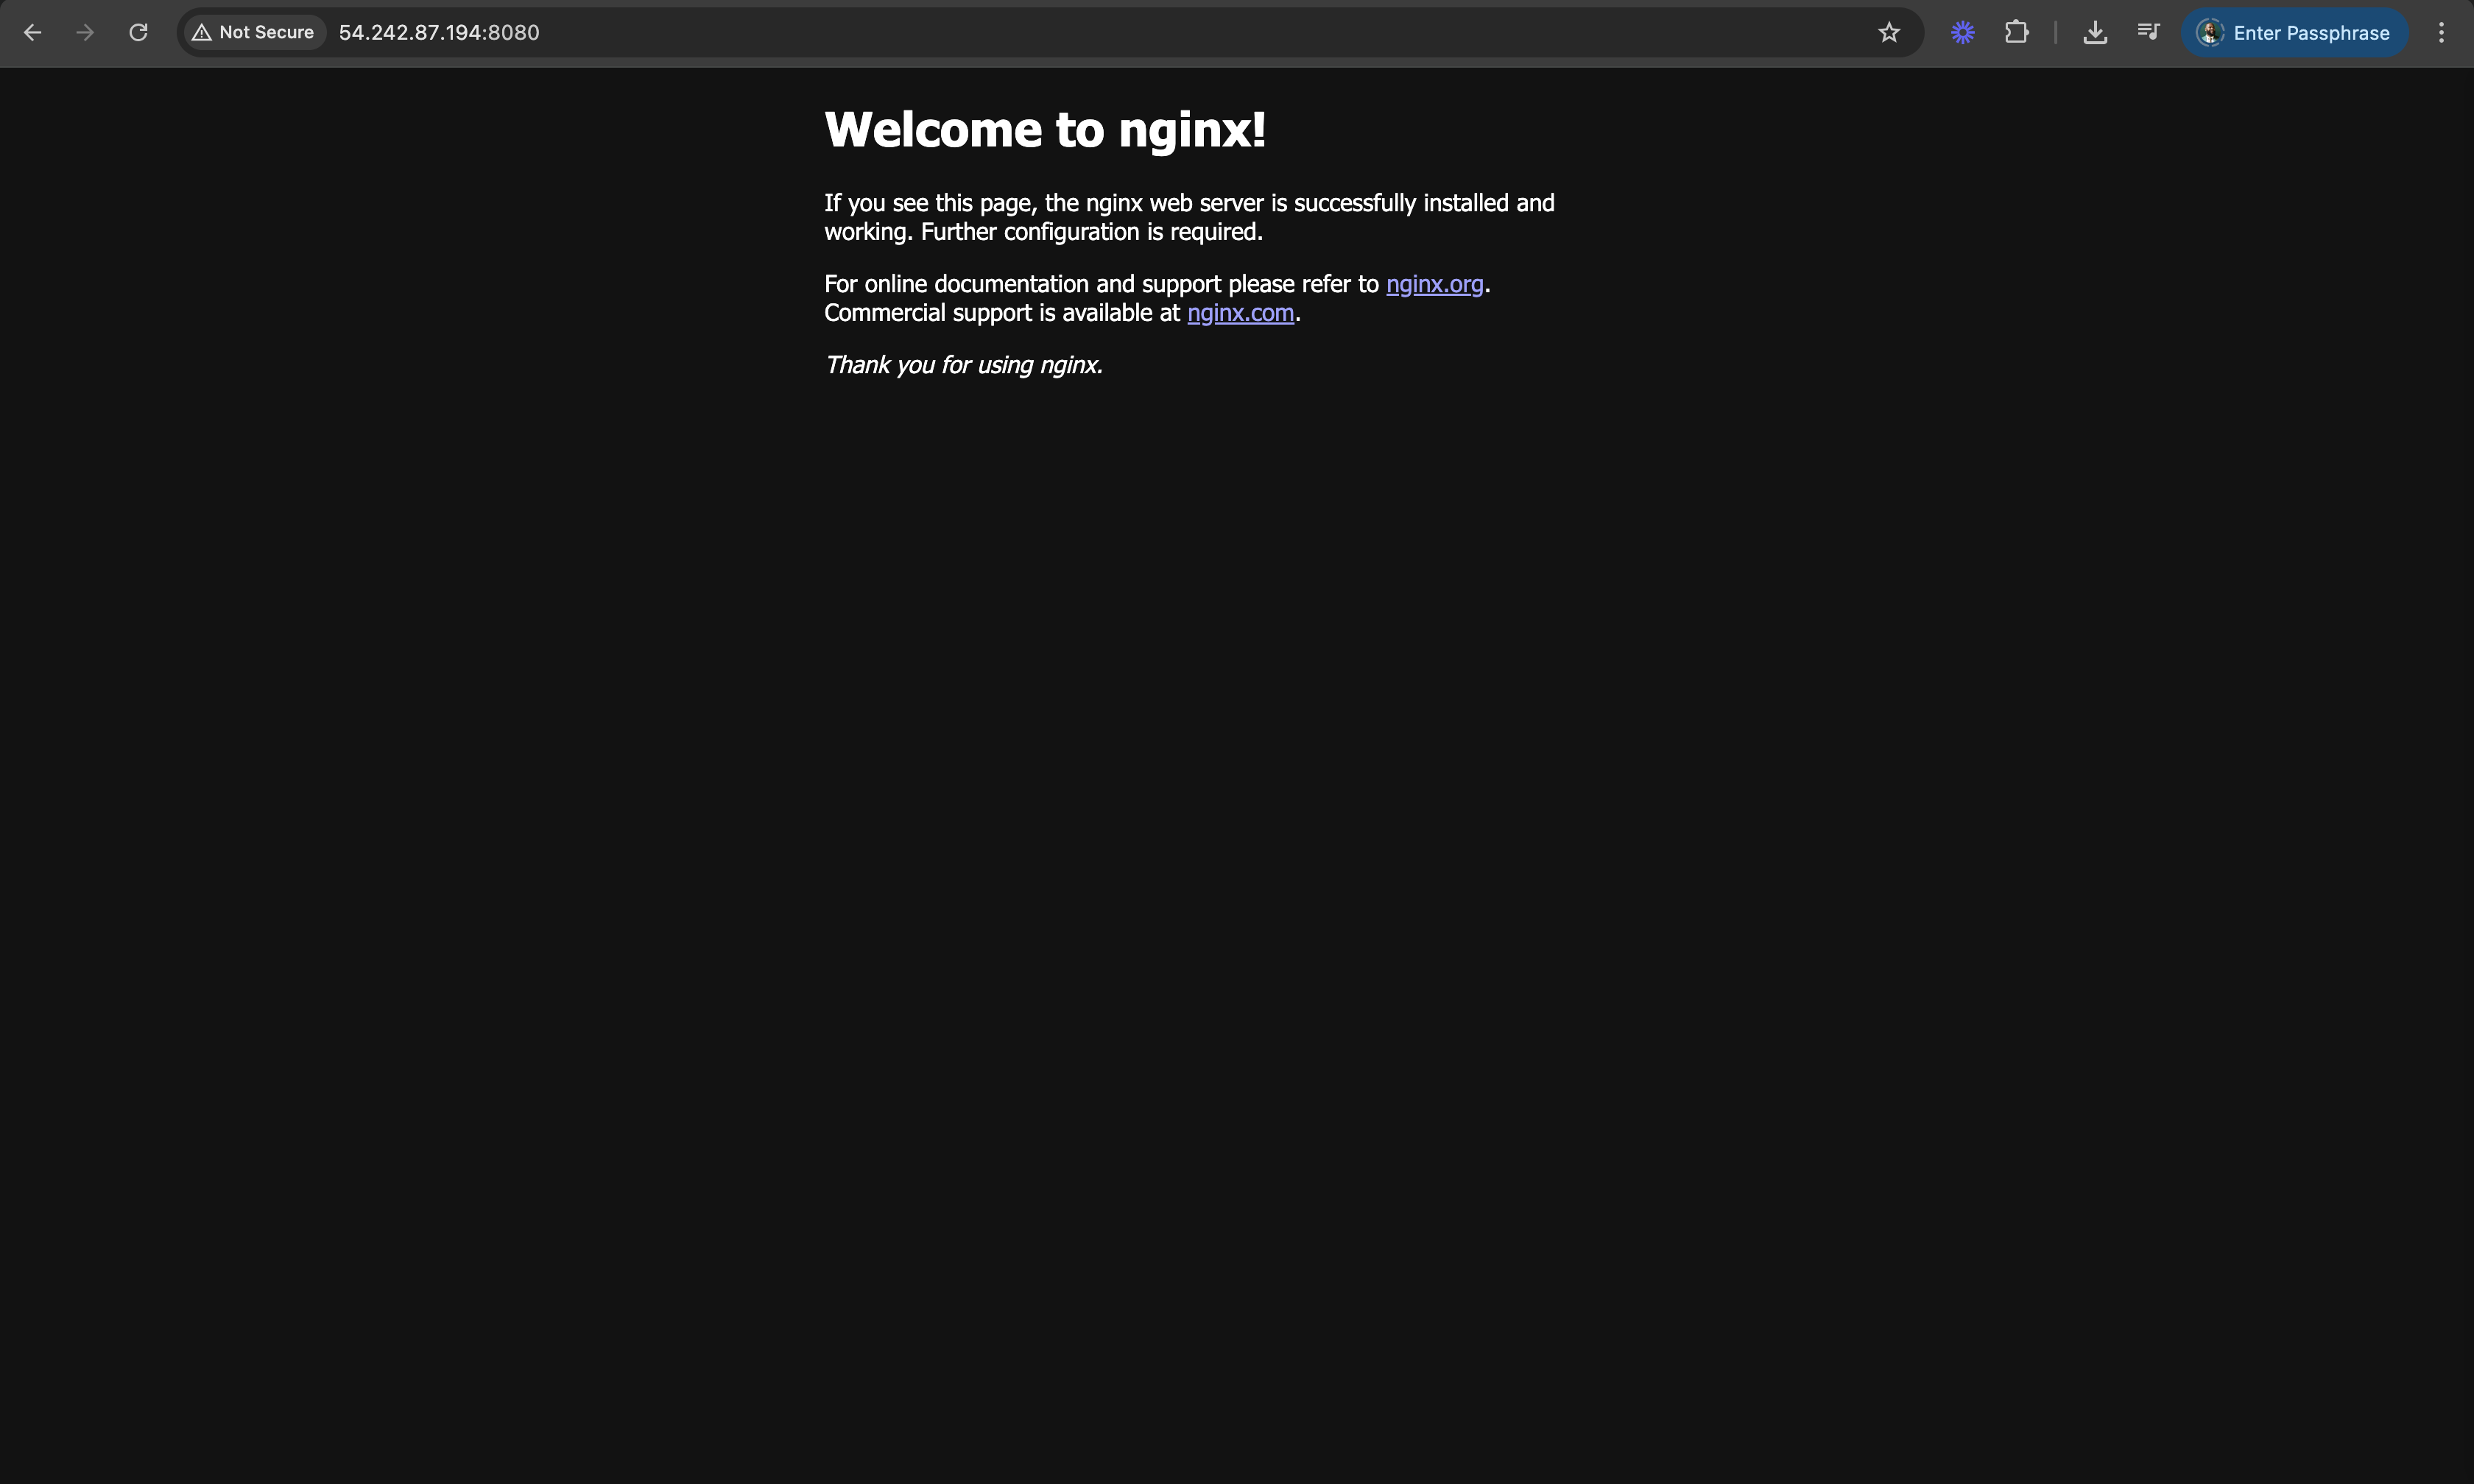 Not Secure 54.242.87.194:8080 Enter Passphrase
Welcome to nginx!
If you see this page, the nginx web server is successfully installed and
working. Further configuration is required.
For online documentation and support please refer to nginx.org.
Commercial support is available at nginx.com.
Thank you for using nginx.